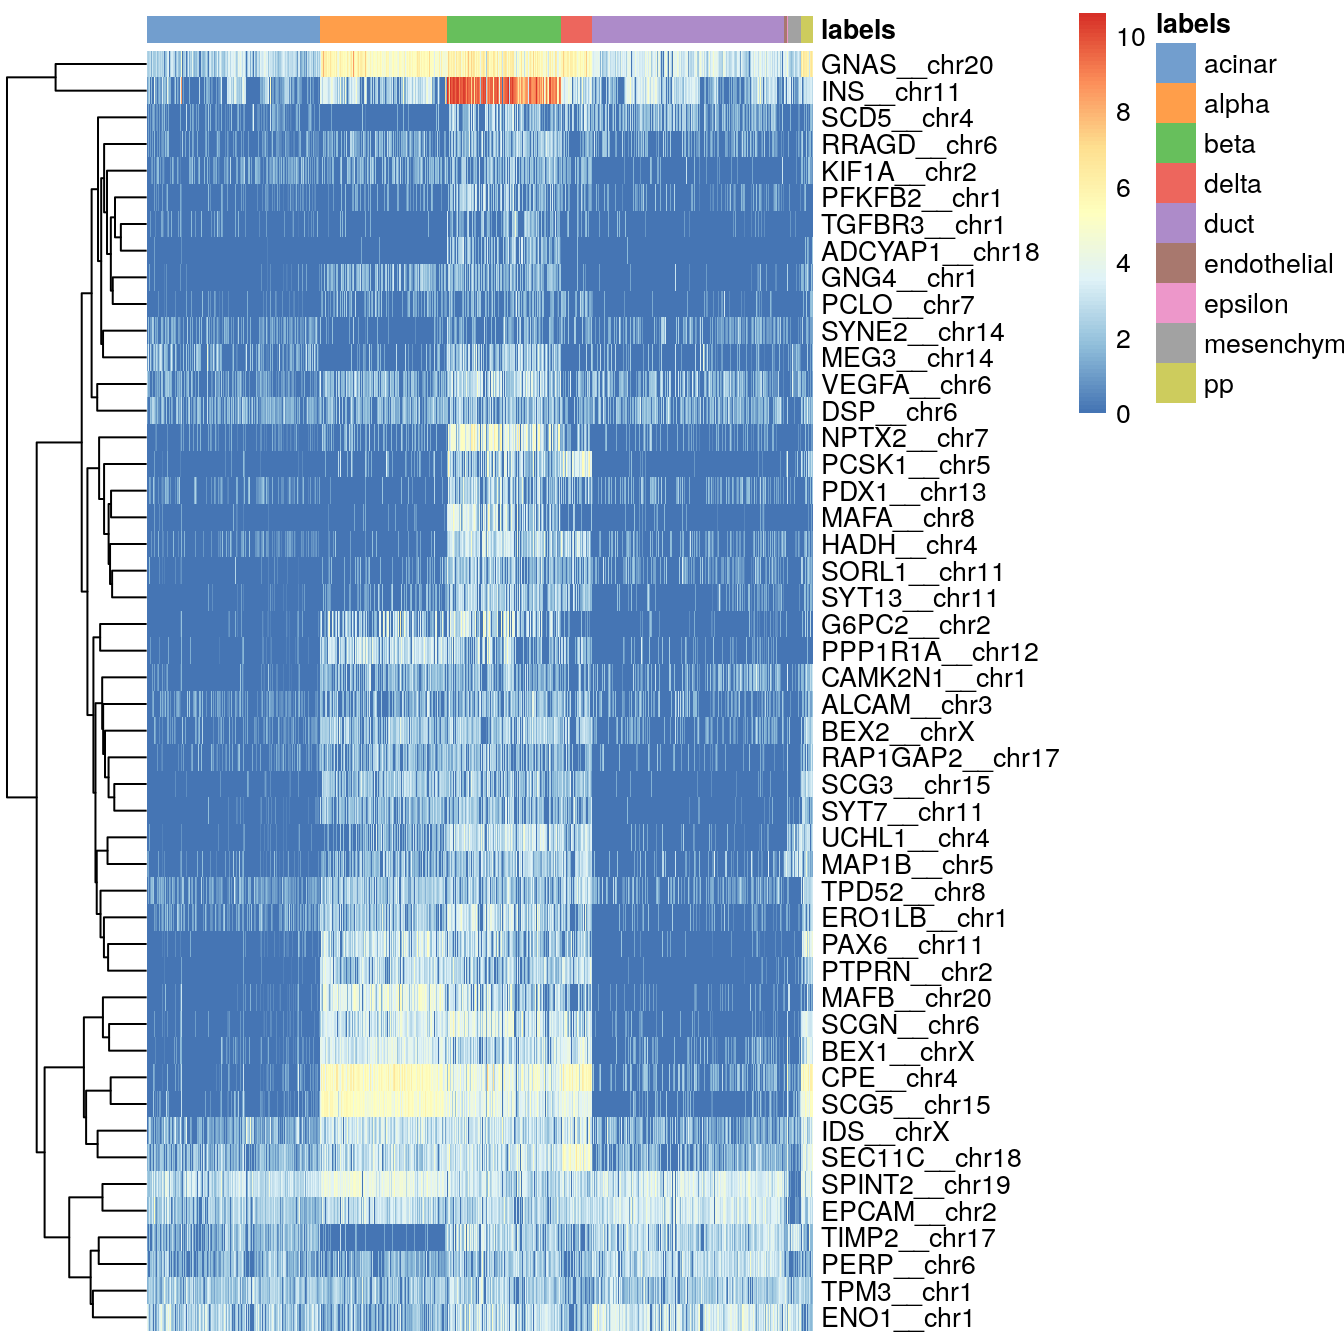 labels
GNAS__chr20
INS__chr11
SCD5__chr4
RRAGD__chr6
KIF1A__chr2
PFKFB2__chr1
TGFBR3__chr1
ADCYAP1__chr18
GNG4__chr1
PCLO__chr7
SYNE2__chr14
MEG3__chr14
VEGFA__chr6
DSP__chr6
NPTX2__chr7
PCSK1__chr5
PDX1__chr13
MAFA__chr8
HADH__chr4
SORL1__chr11
SYT13__chr11
G6PC2__chr2
PPP1R1A__chr12
CAMK2N1__chr1
ALCAM__chr3
BEX2__chrX
RAP1GAP2__chr17
SCG3__chr15
SYT7__chr11
UCHL1__chr4
MAP1B__chr5
TPD52__chr8
ERO1LB__chr1
PAX6__chr11
PTPRN__chr2
MAFB__chr20
SCGN__chr6
BEX1__chrX
CPE__chr4
SCG5__chr15
IDS__chrX
SEC11C__chr18
SPINT2__chr19
EPCAM__chr2
TIMP2__chr17
PERP__chr6
TPM3__chr1
ENO1__chr1
10
8
6
4
2
0
labels
acinar
alpha
beta
delta
duct
endothelial
epsilon
mesenchym
pp